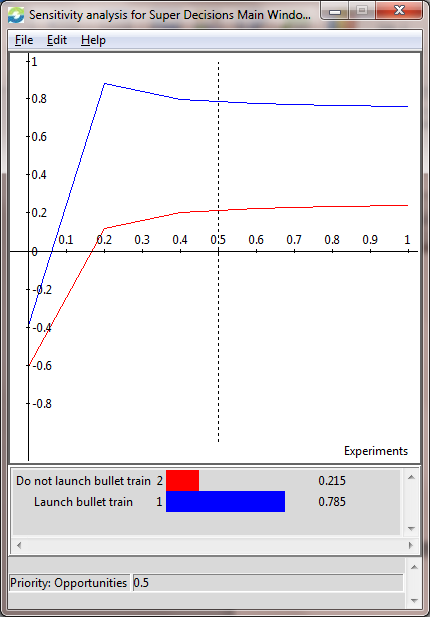 Sensitivity analysis for Super Decisions Main Windo...
File Edit Help
1
0.8
0.6
0.4
0.2
0.1 0.2 0.3 0.4 0.5 0.6 0.7 0.8 0.9 1
-0.2
-0.4
-0.6
-0.8
Experiments
Do not launch bullet train 2 0.215
Launch bullet train 1 0.785
Priority: Opportunities 0.5